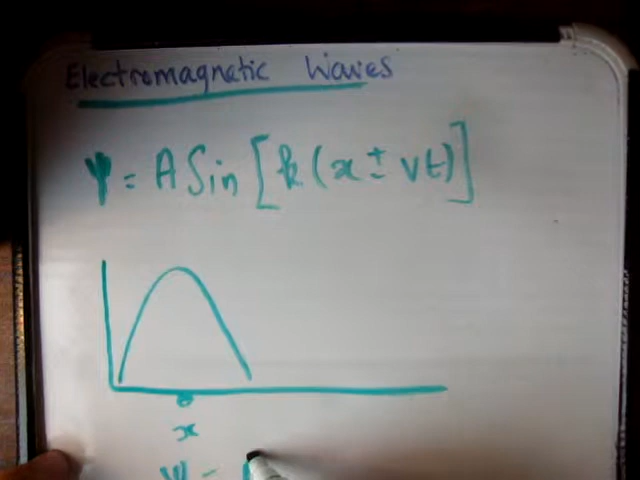 Electromagnetic Waves
Ψ = A Sin [k (x ± vt)]
x
Ψ =